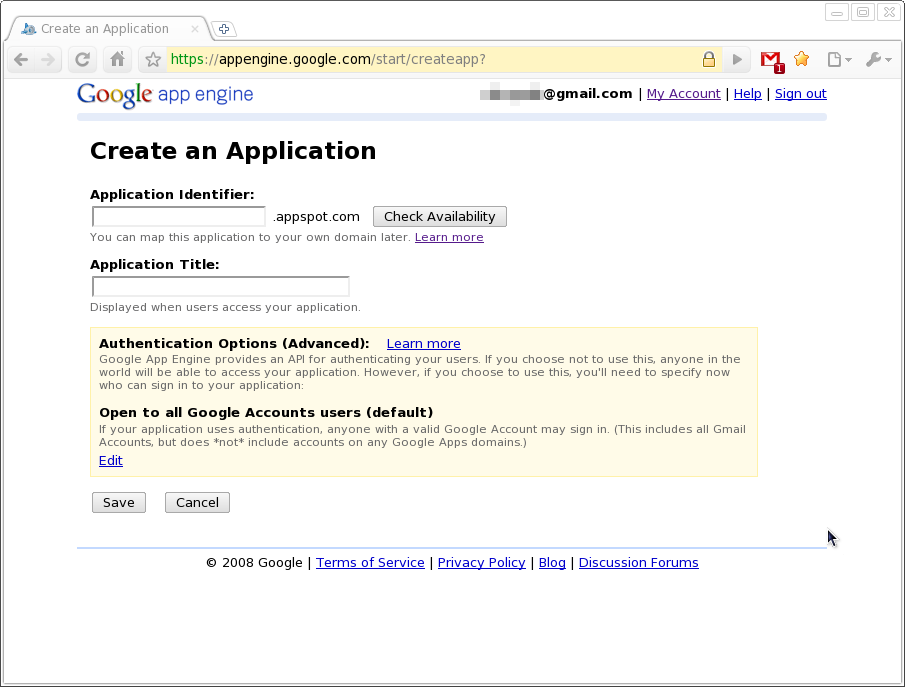 Create an Application
https://appengine.google.com/start/createapp?
1
Google app engine
@gmail.com | My Account | Help | Sign out
Create an Application
Application Identifier:
.appspot.com Check Availability
You can map this application to your own domain later. Learn more
Application Title:
Displayed when users access your application.
Authentication Options (Advanced): Learn more
Google App Engine provides an API for authenticating your users. If you choose not to use this, anyone in the
world will be able to access your application. However, if you choose to use this, you'll need to specify now
who can sign in to your application:
Open to all Google Accounts users (default)
If your application uses authentication, anyone with a valid Google Account may sign in. (This includes all Gmail
Accounts, but does *not* include accounts on any Google Apps domains.)
Edit
Save Cancel
© 2008 Google | Terms of Service | Privacy Policy | Blog | Discussion Forums